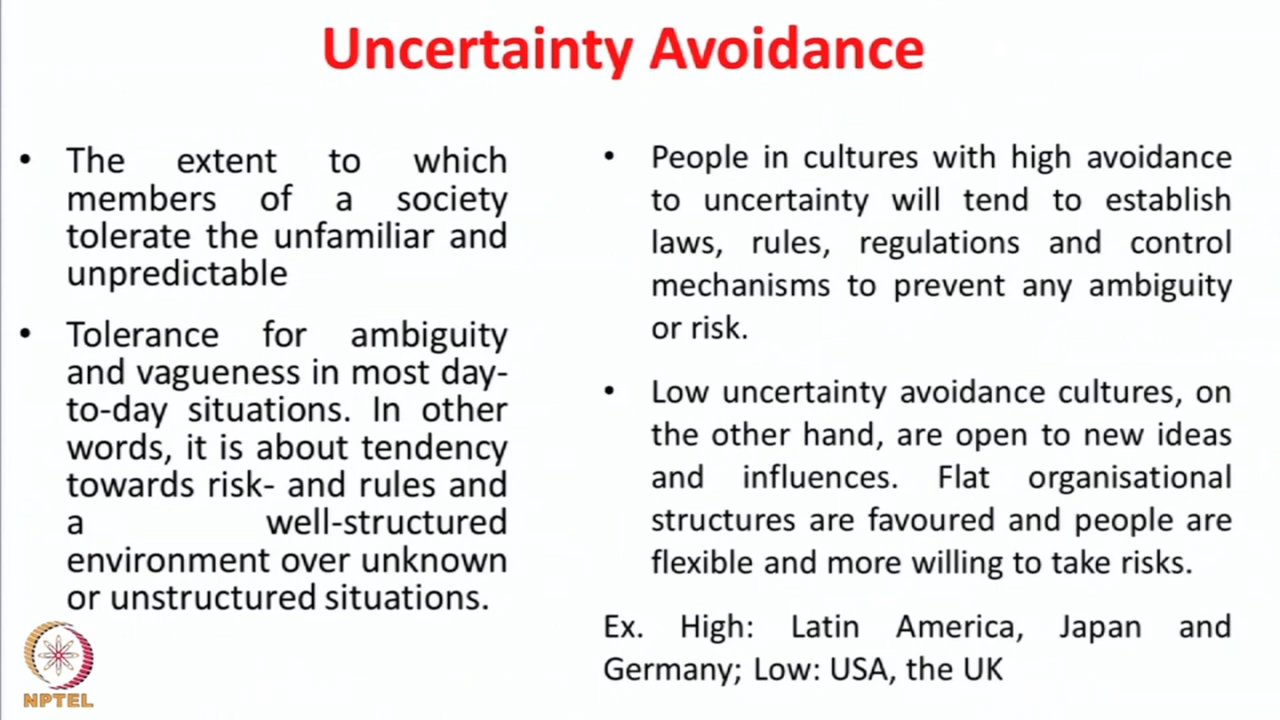 Uncertainty Avoidance
• The extent to which
members of a society
tolerate the unfamiliar and
unpredictable
• Tolerance for ambiguity
and vagueness in most day-
to-day situations. In other
words, it is about tendency
towards risk- and rules and
a well-structured
environment over unknown
or unstructured situations.
• People in cultures with high avoidance
to uncertainty will tend to establish
laws, rules, regulations and control
mechanisms to prevent any ambiguity
or risk.
• Low uncertainty avoidance cultures, on
the other hand, are open to new ideas
and influences. Flat organisational
structures are favoured and people are
flexible and more willing to take risks.
Ex. High: Latin America, Japan and
Germany; Low: USA, the UK
NPTEL